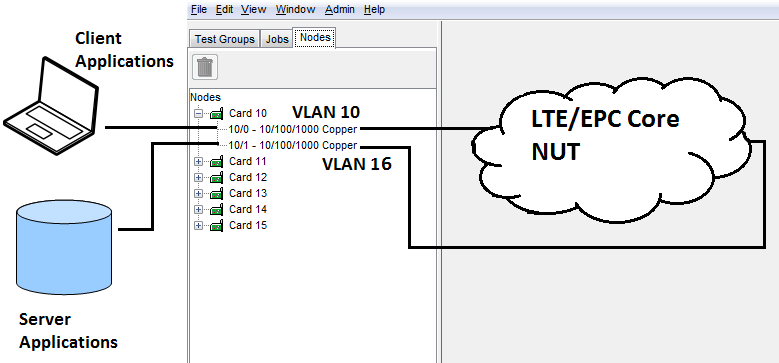 File Edit View Window Admin Help
Client
Applications
Test Groups Jobs Nodes
Nodes
Card 10
VLAN 10
10/0 - 10/100/1000 Copper
10/1 - 10/100/1000 Copper
VLAN 16
Card 11
Card 12
Card 13
Card 14
Card 15
LTE/EPC Core
NUT
Server
Applications